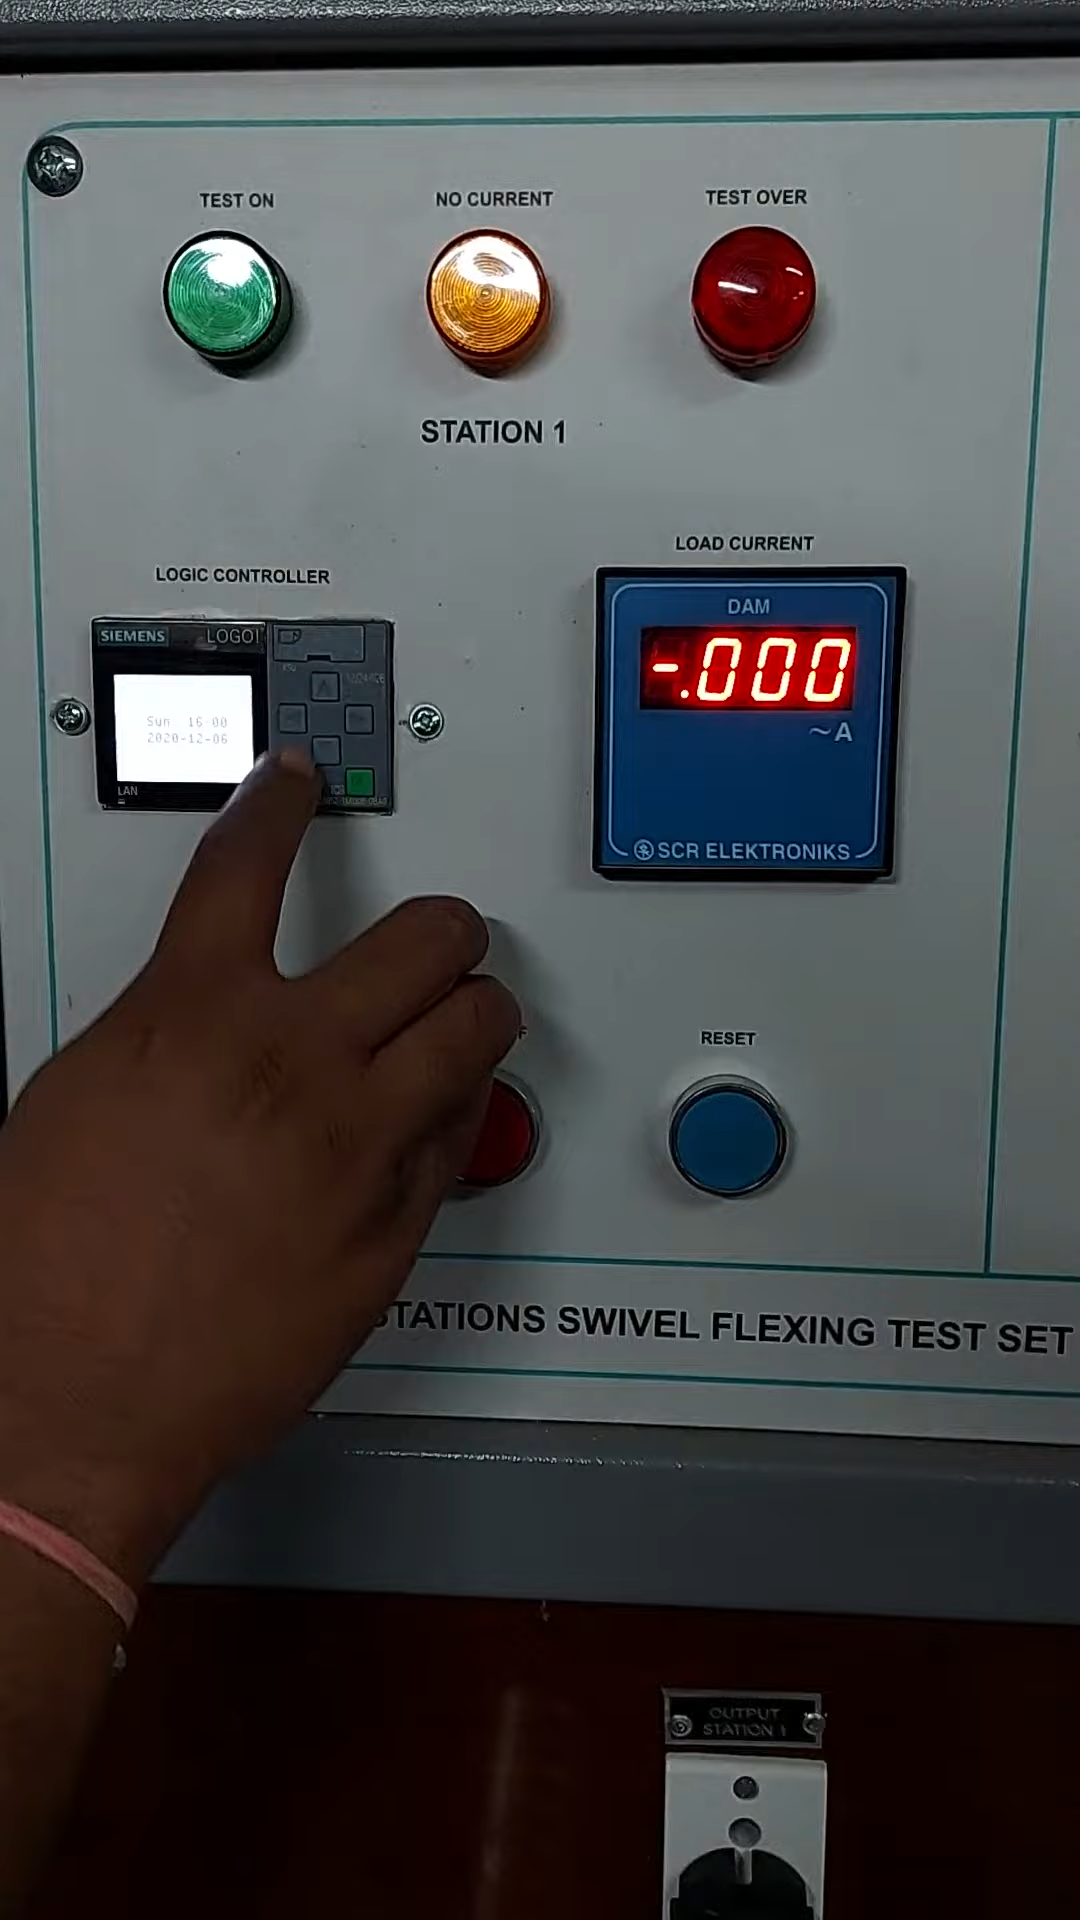 TEST ON
NO CURRENT
TEST OVER
STATION 1
LOGIC CONTROLLER
LOAD CURRENT
SIEMENS
LOGO!
Sun 16:00
2020-12-06
LAN
DAM
-.000
~A
SCR ELEKTRONIKS
F
RESET
STATIONS SWIVEL FLEXING TEST SET
OUTPUT
STATION 1